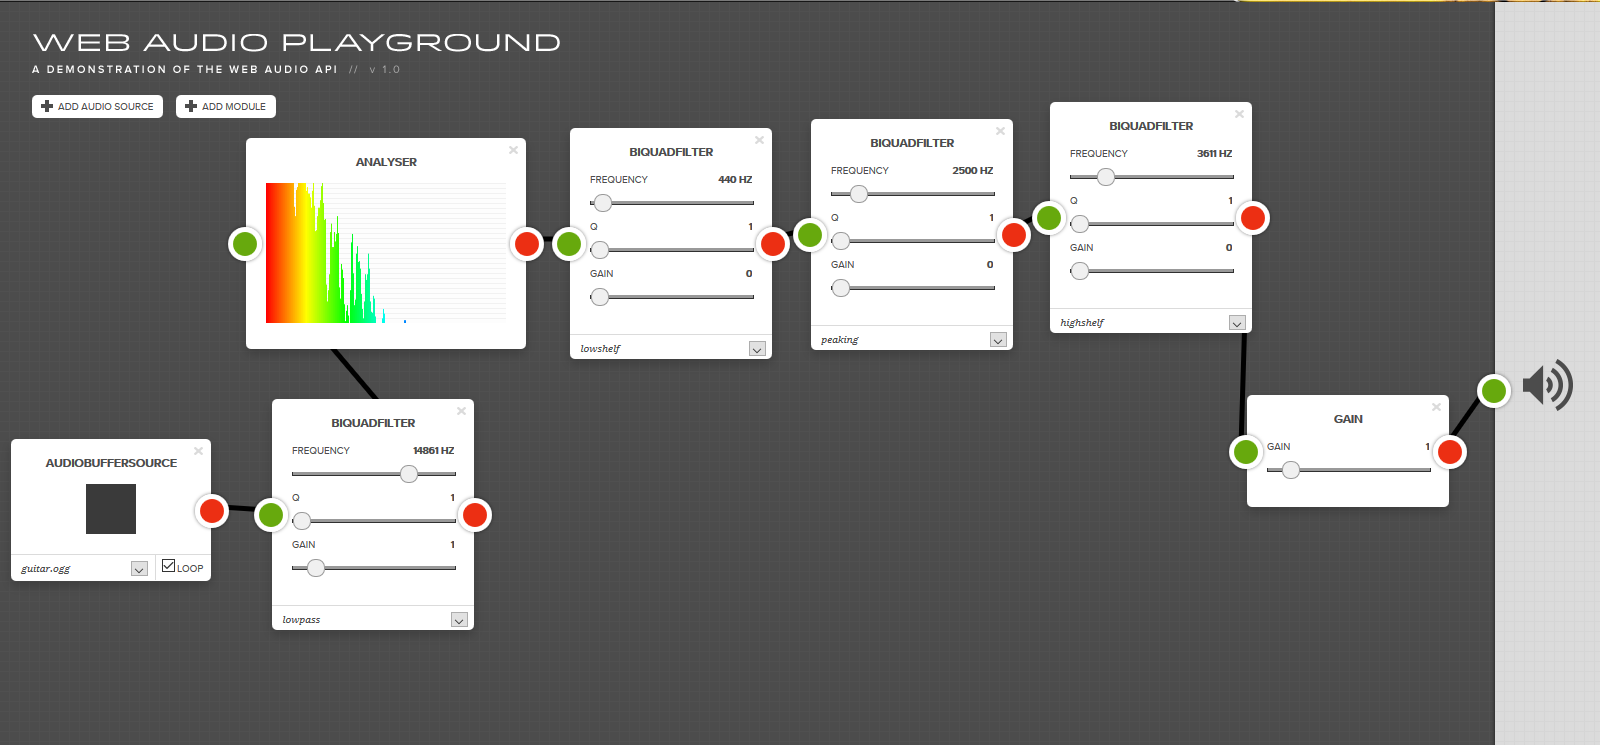 WEB AUDIO PLAYGROUND
A DEMONSTRATION OF THE WEB AUDIO API // v 1.0
ADD AUDIO SOURCE
ADD MODULE
ANALYSER
BIQUADFILTER
FREQUENCY 440 HZ
Q 1
GAIN 0
lowshelf
BIQUADFILTER
FREQUENCY 2500 HZ
Q 1
GAIN 0
peaking
BIQUADFILTER
FREQUENCY 3611 HZ
Q 1
GAIN 0
highshelf
AUDIOBUFFERSOURCE
guitar.ogg
LOOP
BIQUADFILTER
FREQUENCY 14861 HZ
Q 1
GAIN 1
lowpass
GAIN
GAIN 1